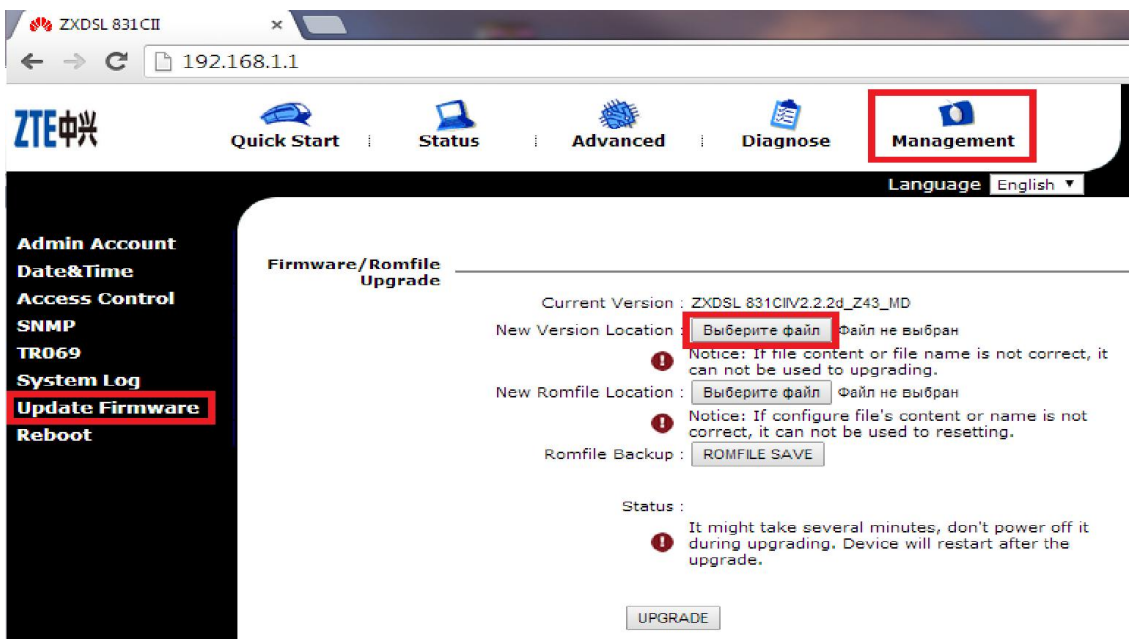 ZXDSL 831CII
192.168.1.1
ZTE中兴
Quick Start
Status
Advanced
Diagnose
Management
Language English
Admin Account
Date&Time
Access Control
SNMP
TR069
System Log
Update Firmware
Reboot
Firmware/Romfile
Upgrade
Current Version : ZXDSL 831CIIV2.2.2d_Z43_MD
New Version Location : Выберите файл Файл не выбран
Notice: If file content or file name is not correct, it
can not be used to upgrading.
New Romfile Location : Выберите файл Файл не выбран
Notice: If configure file's content or name is not
correct, it can not be used to resetting.
Romfile Backup : ROMFILE SAVE
Status :
It might take several minutes, don't power off it
during upgrading. Device will restart after the
upgrade.
UPGRADE